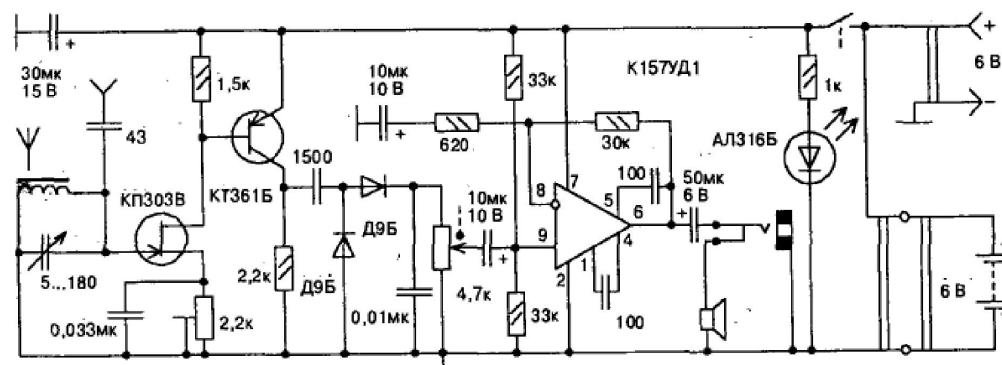 30мк
15 В
+
43
5...180
0,033мк
КП303В
1,5к
КТ361Б
2,2к
2,2к
1500
Д9Б
Д9Б
0,01мк
4,7к
10мк
10 В
+
620
10мк
10 В
+
33к
33к
30к
К157УД1
8
9
7
2
1
5
6
4
100
100
50мк
6 В
+
АЛ316Б
1к
+
6 В
-
6 В